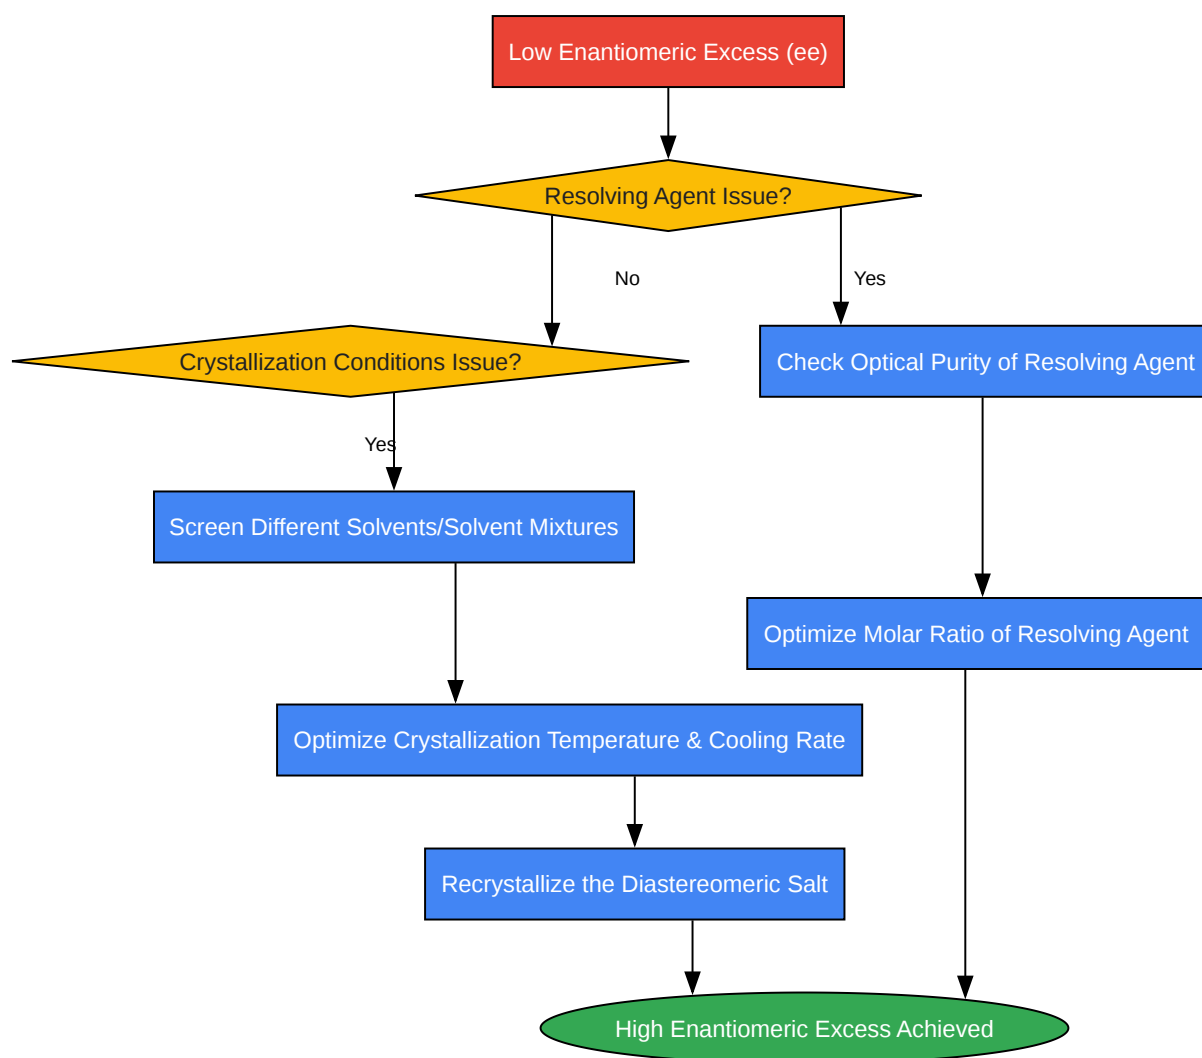 Low Enantiomeric Excess (ee)
Resolving Agent Issue?
No
Yes
Crystallization Conditions Issue?
Check Optical Purity of Resolving Agent
Yes
Screen Different Solvents/Solvent Mixtures
Optimize Molar Ratio of Resolving Agent
Optimize Crystallization Temperature & Cooling Rate
Recrystallize the Diastereomeric Salt
High Enantiomeric Excess Achieved